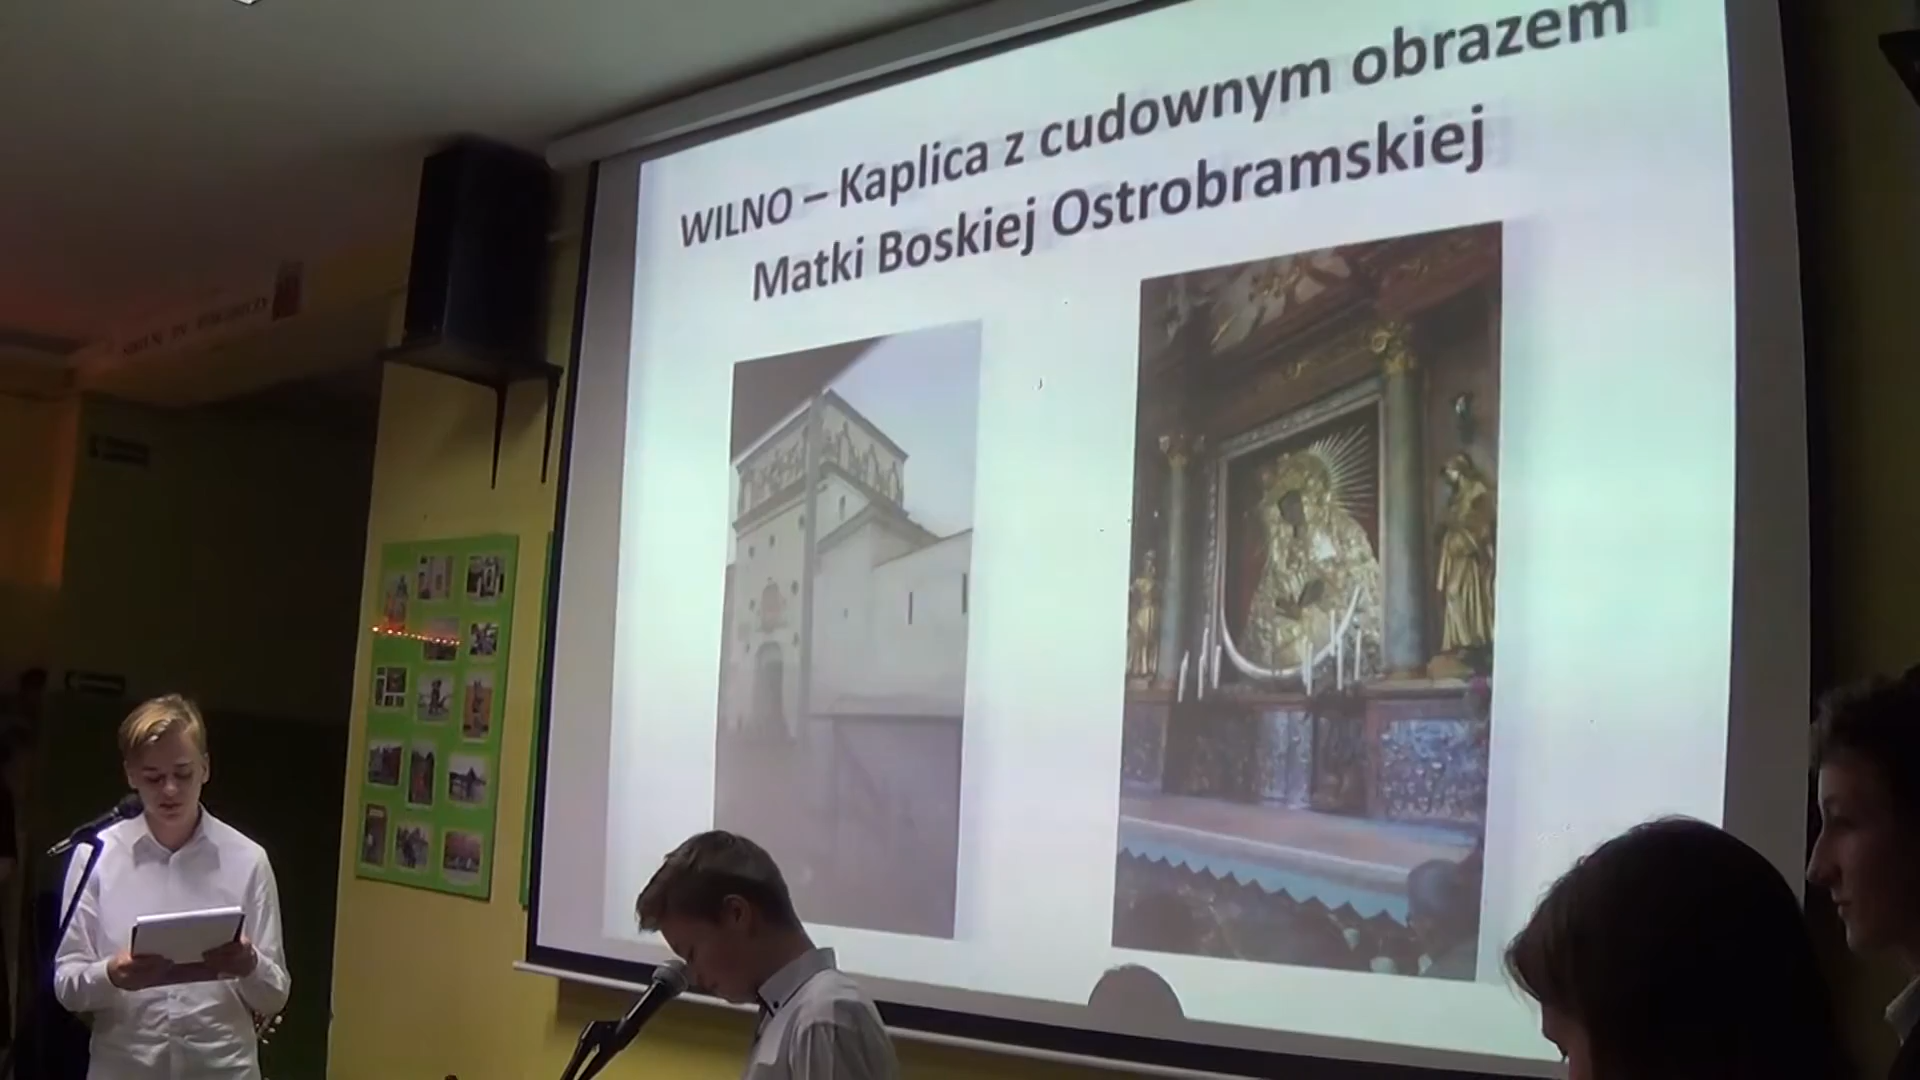 WILNO – Kaplica z cudownym obrazem
Matki Boskiej Ostrobramskiej